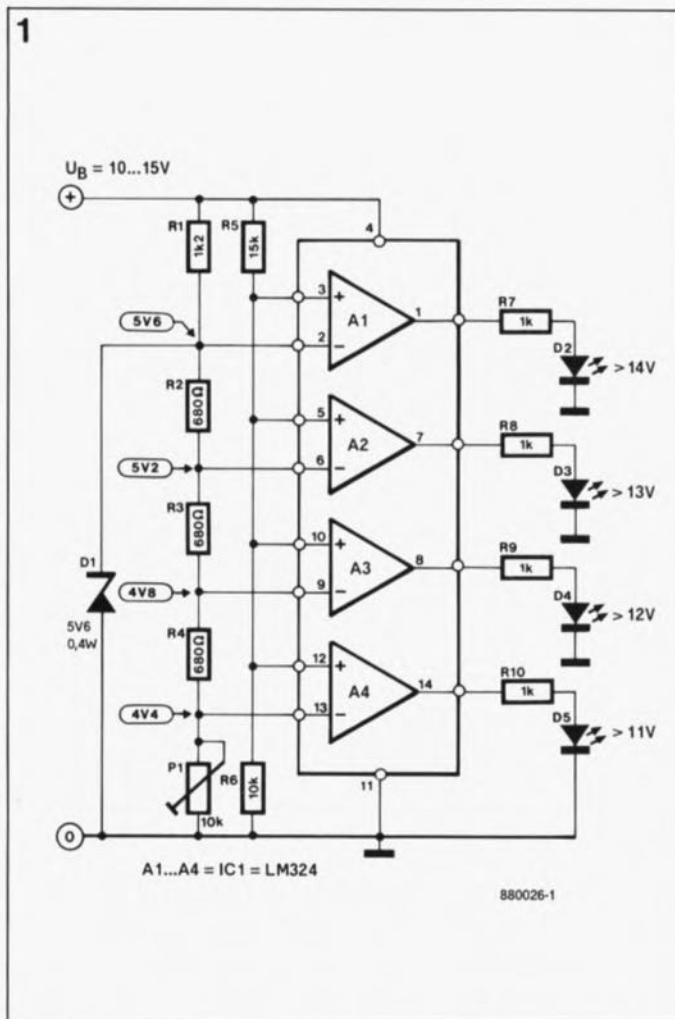 1
U_B = 10...15V
+
R1
1k2
R5
15k
4
5V6
3
+
A1
1
2
−
R7
1k
D2
> 14V
R2
680Ω
5
+
A2
7
6
−
5V2
R8
1k
D3
> 13V
R3
680Ω
10
+
A3
8
9
−
D1
4V8
5V6
0,4W
R9
1k
D4
> 12V
R4
680Ω
12
+
A4
14
13
−
4V4
R10
1k
D5
> 11V
P1
10k
R6
10k
11
0
A1...A4 = IC1 = LM324
880026-1